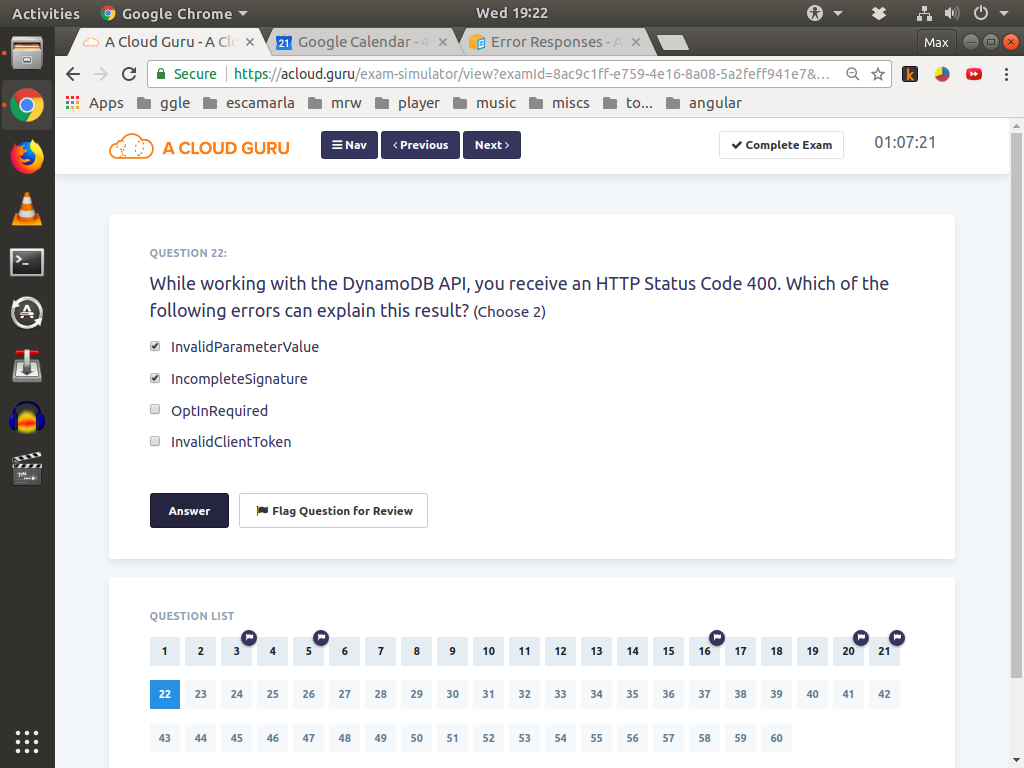 Activities Google Chrome Wed 19:22
A Cloud Guru - A Clo Google Calendar - 4 Error Responses - A Max
Secure https://acloud.guru/exam-simulator/view?examId=8ac9c1ff-e759-4e16-8a08-5a2feff941e7&...
Apps ggle escamarla mrw player music miscs to... angular
A CLOUD GURU Nav Previous Next Complete Exam 01:07:21
QUESTION 22:
While working with the DynamoDB API, you receive an HTTP Status Code 400. Which of the
following errors can explain this result? (Choose 2)
InvalidParameterValue
IncompleteSignature
OptInRequired
InvalidClientToken
Answer Flag Question for Review
QUESTION LIST
1 2 3 4 5 6 7 8 9 10 11 12 13 14 15 16 17 18 19 20 21
22 23 24 25 26 27 28 29 30 31 32 33 34 35 36 37 38 39 40 41 42
43 44 45 46 47 48 49 50 51 52 53 54 55 56 57 58 59 60